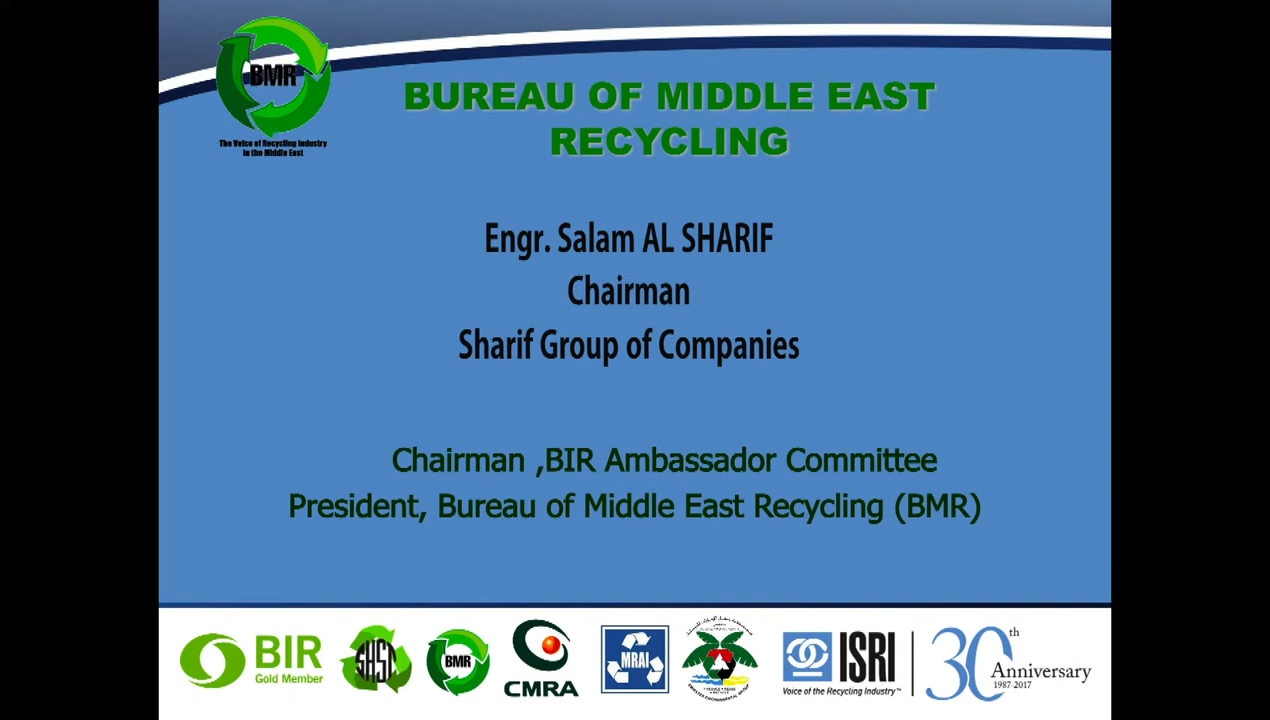 BMR
The Voice of Recycling Industry
in the Middle East
BUREAU OF MIDDLE EAST
RECYCLING
Engr. Salam AL SHARIF
Chairman
Sharif Group of Companies
Chairman ,BIR Ambassador Committee
President, Bureau of Middle East Recycling (BMR)
BIR
Gold Member
SHSD
BMR
CMRA
MRAI
ISRI
Voice of the Recycling Industry™
30th
Anniversary
1987-2017